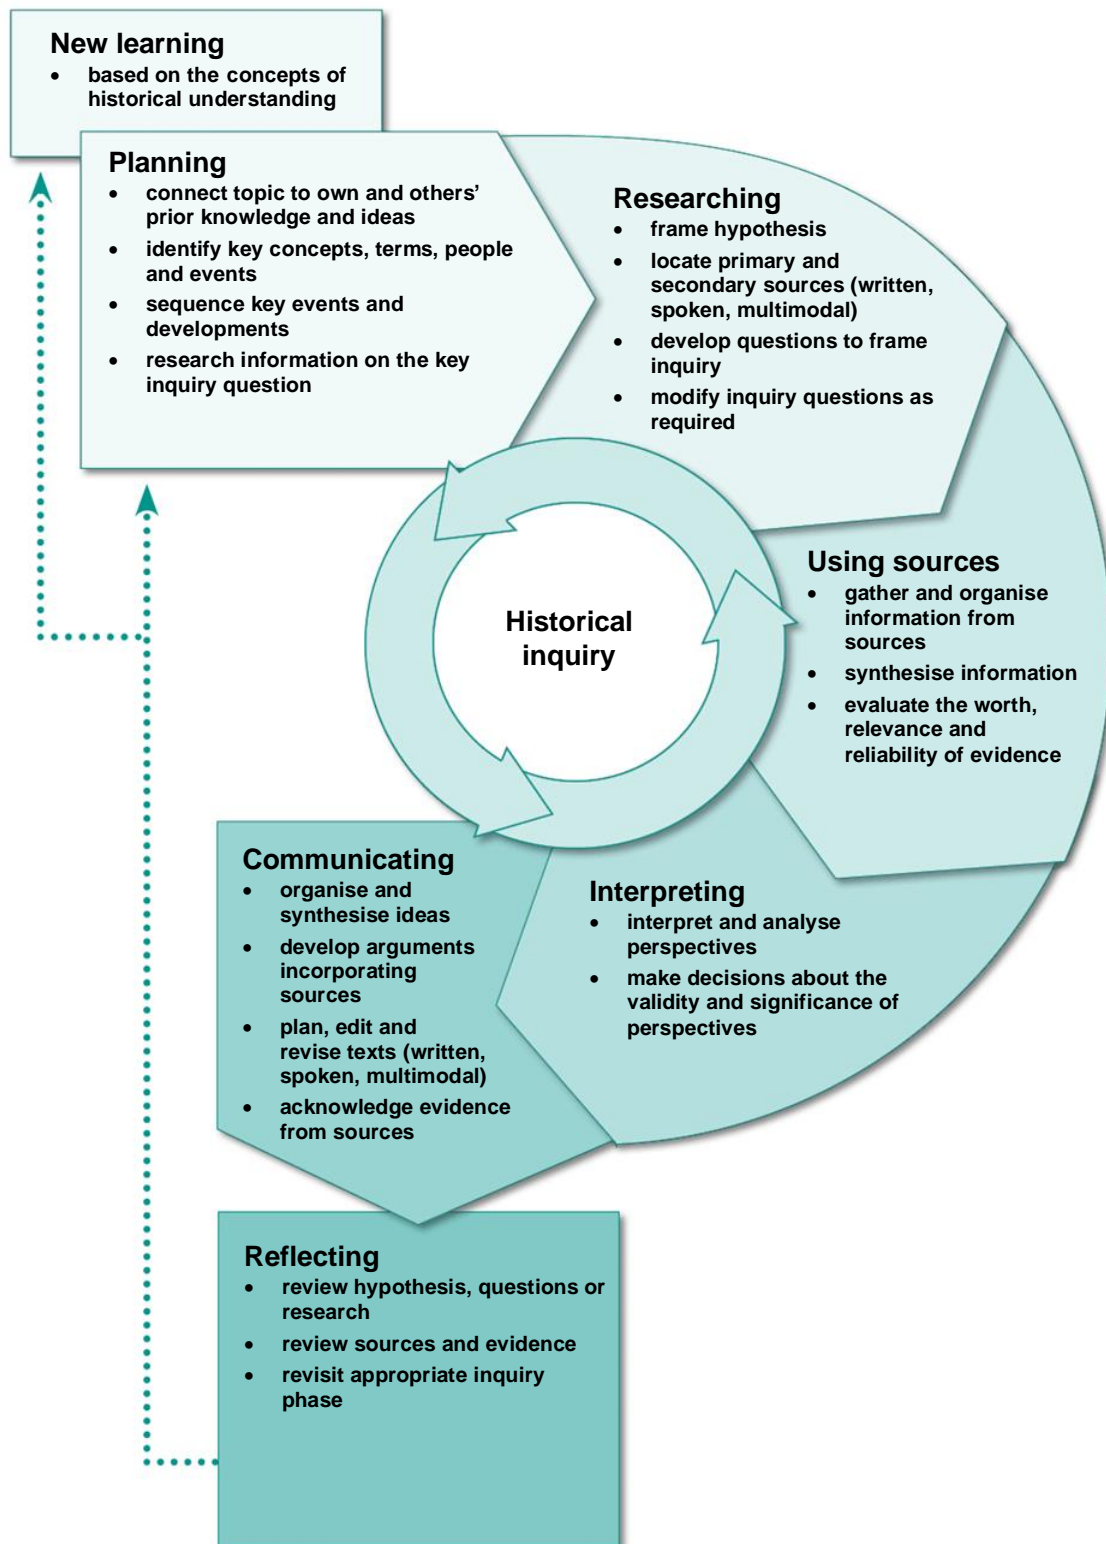 New learning
• based on the concepts of
historical understanding
Planning
• connect topic to own and others’
prior knowledge and ideas
• identify key concepts, terms, people
and events
• sequence key events and
developments
• research information on the key
inquiry question
Researching
• frame hypothesis
• locate primary and
secondary sources (written,
spoken, multimodal)
• develop questions to frame
inquiry
• modify inquiry questions as
required
Using sources
• gather and organise
information from
sources
• synthesise information
• evaluate the worth,
relevance and
reliability of evidence
Historical
inquiry
Interpreting
• interpret and analyse
perspectives
• make decisions about the
validity and significance of
perspectives
Communicating
• organise and
synthesise ideas
• develop arguments
incorporating
sources
• plan, edit and
revise texts (written,
spoken, multimodal)
• acknowledge evidence
from sources
Reflecting
• review hypothesis, questions or
research
• review sources and evidence
• revisit appropriate inquiry
phase